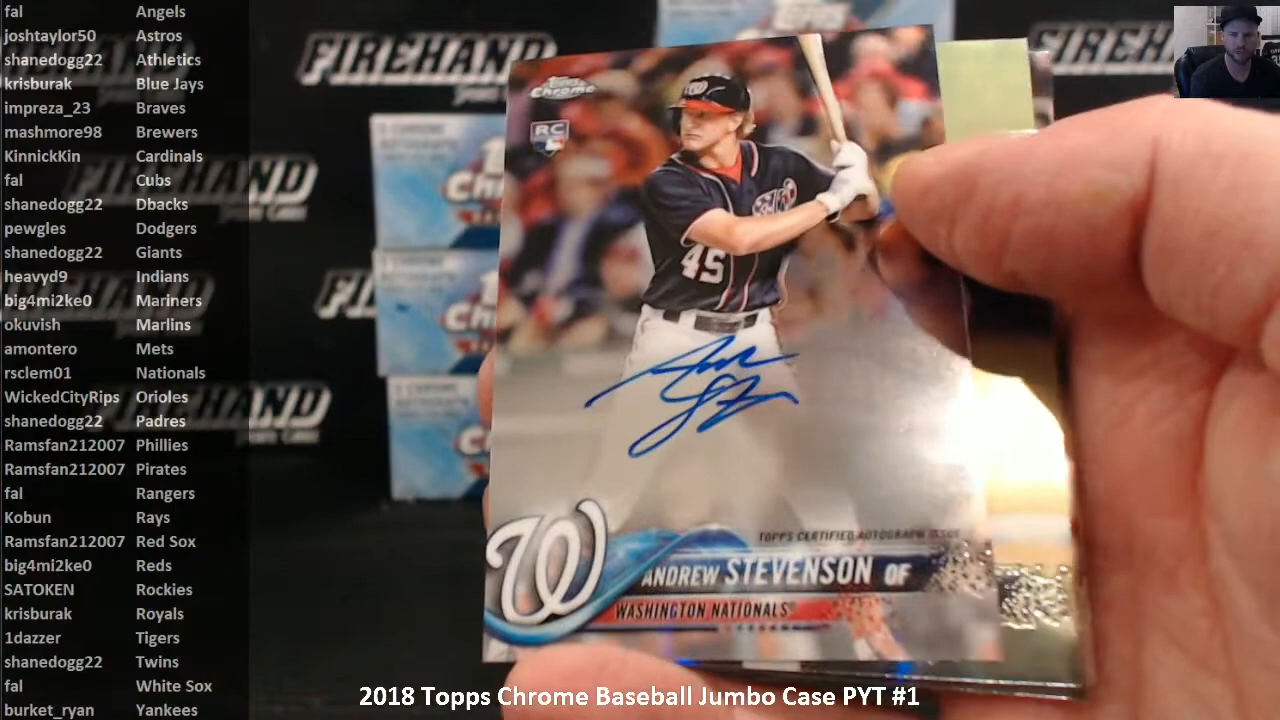 fal Angels
joshtaylor50 Astros
shanedogg22 Athletics
krisburak Blue Jays
impreza_23 Braves
mashmore98 Brewers
KinnickKin Cardinals
fal Cubs
shanedogg22 Dbacks
pewgles Dodgers
shanedogg22 Giants
heavyd9 Indians
big4mi2ke0 Mariners
okuvish Marlins
amontero Mets
rsclem01 Nationals
WickedCityRips Orioles
shanedogg22 Padres
Ramsfan212007 Phillies
Ramsfan212007 Pirates
fal Rangers
Kobun Rays
Ramsfan212007 Red Sox
big4mi2ke0 Reds
SATOKEN Rockies
krisburak Royals
1dazzer Tigers
shanedogg22 Twins
fal White Sox
burket_ryan Yankees
FIREHAND
FIREHAND
FIREHAND
Topps
Chrome
RC
W
45
TOPPS CERTIFIED AUTOGRAPH ISSUE
W
ANDREW STEVENSON OF
WASHINGTON NATIONALS
2018 Topps Chrome Baseball Jumbo Case PYT #1